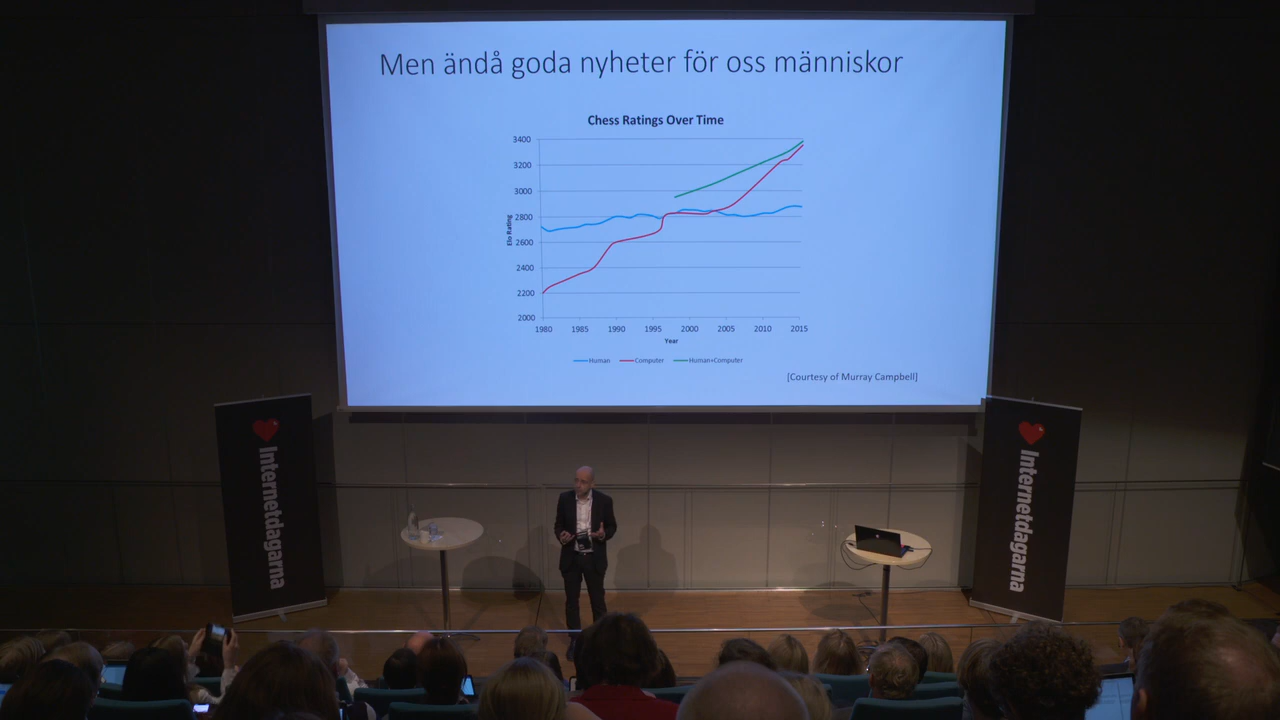 Men ändå goda nyheter för oss människor
Chess Ratings Over Time
3400
3200
3000
2800
2600
2400
2200
2000
Elo Rating
1980 1985 1990 1995 2000 2005 2010 2015
Year
Human Computer Human+Computer
[Courtesy of Murray Campbell]
Internetdagarna
Internetdagarna